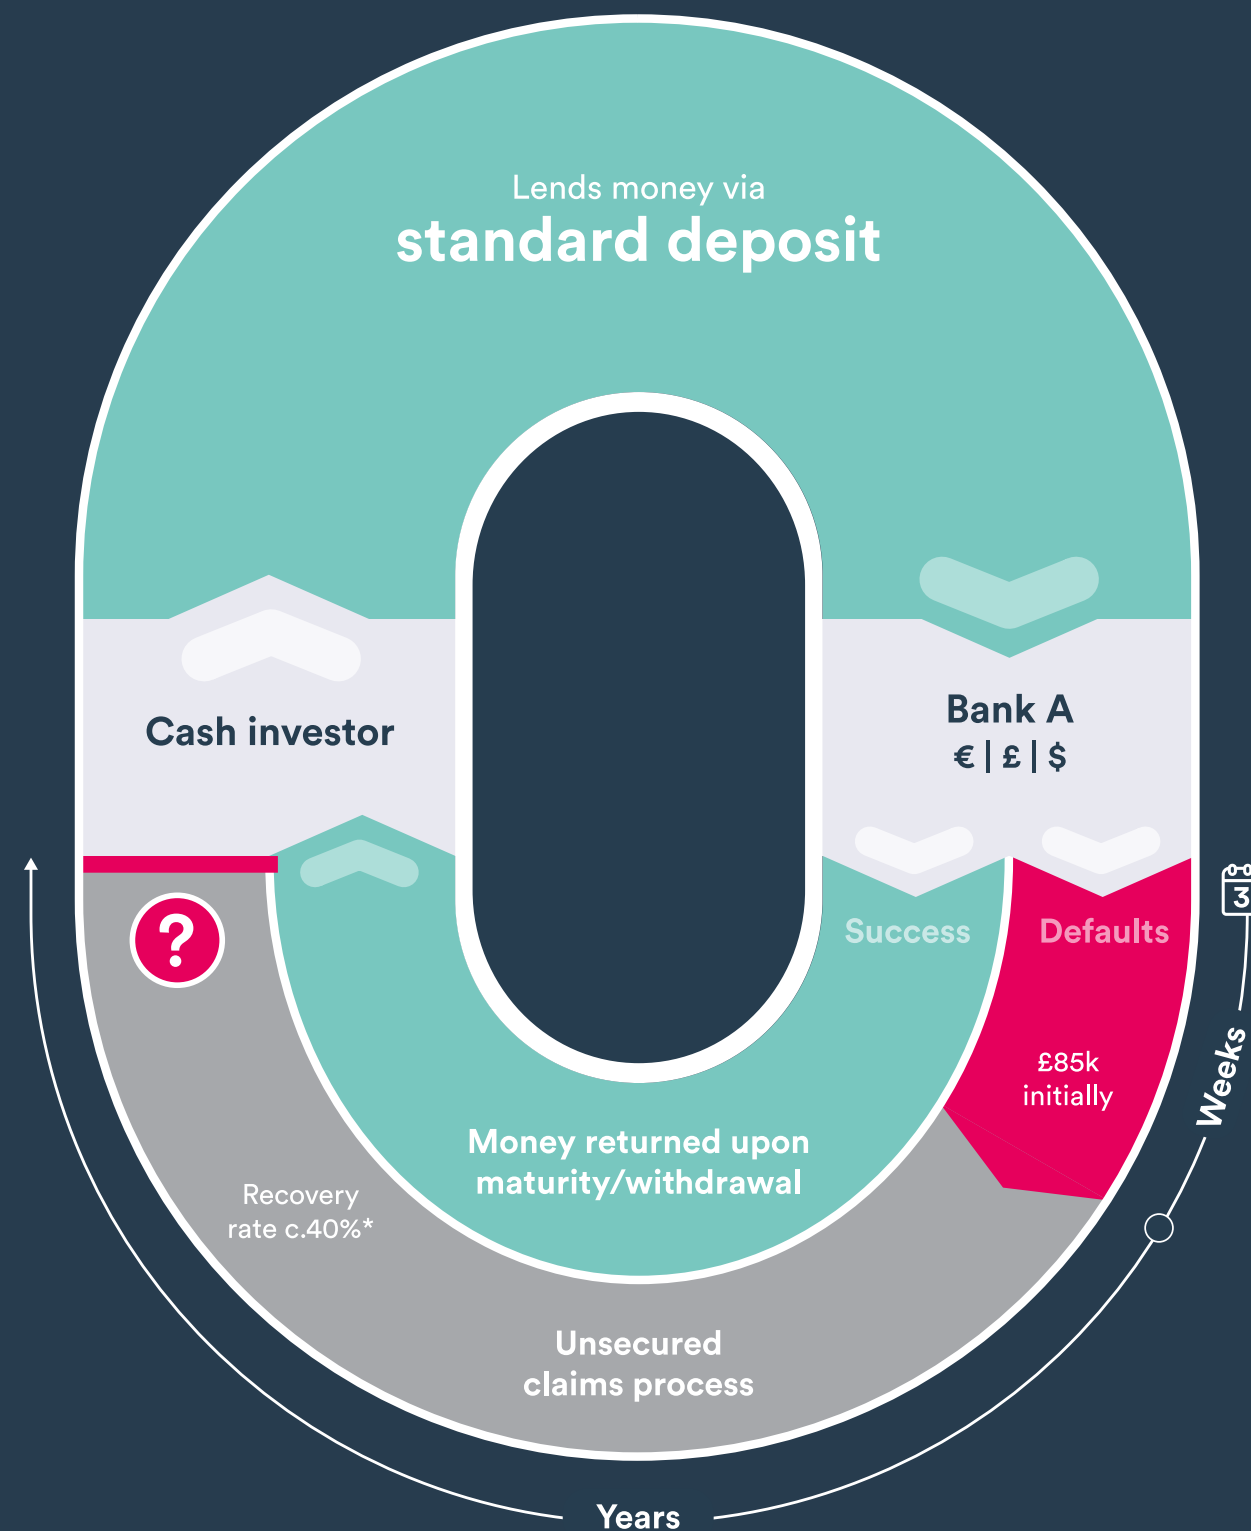 Lends money via
standard deposit
Cash investor
Bank A
€ | £ | $
Success
Defaults
?
3
£85k
initially
Weeks
Money returned upon
maturity/withdrawal
Recovery
rate c.40%*
Unsecured
claims process
Years